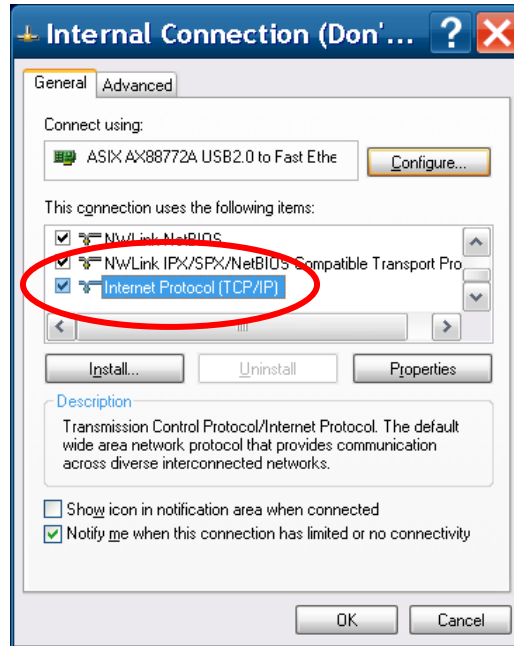 Internal Connection (Don'... ?
General Advanced
Connect using:
ASIX AX88772A USB2.0 to Fast Ethe Configure...
This connection uses the following items:
NWLink NetBIOS
NWLink IPX/SPX/NetBIOS Compatible Transport Pro
Internet Protocol (TCP/IP)
Install... Uninstall Properties
Description
Transmission Control Protocol/Internet Protocol. The default
wide area network protocol that provides communication
across diverse interconnected networks.
Show icon in notification area when connected
Notify me when this connection has limited or no connectivity
OK Cancel